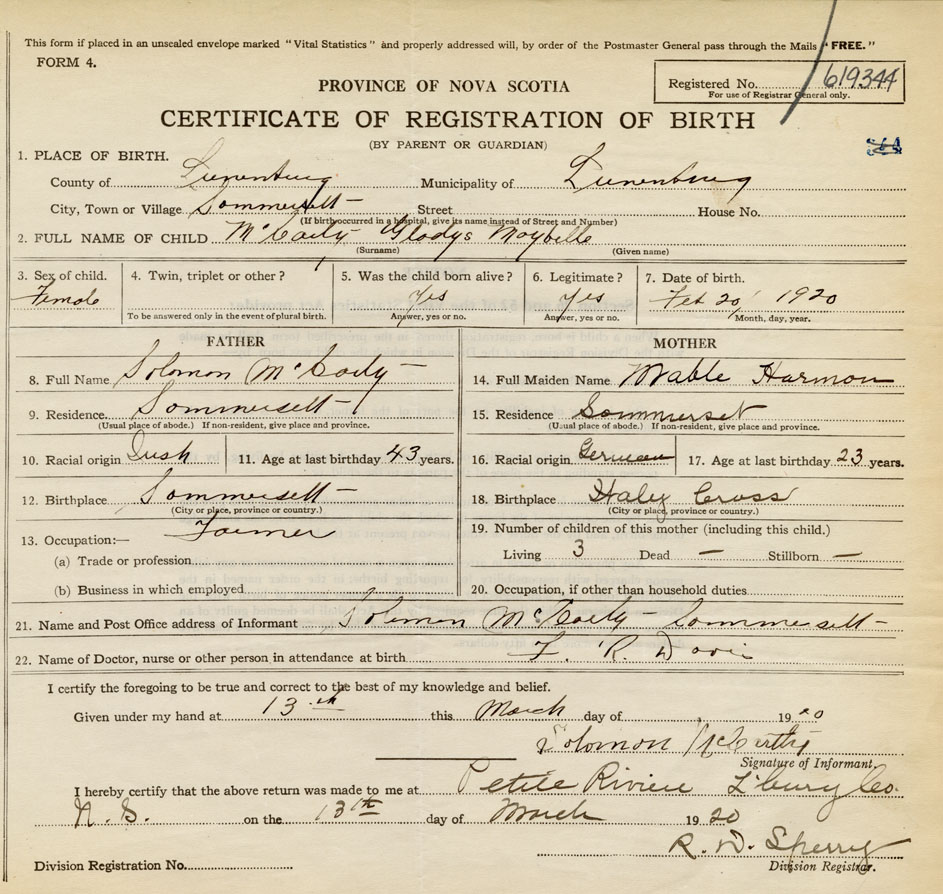 This form if placed in an unsealed envelope marked "Vital Statistics" and properly addressed will, by order of the Postmaster General pass through the Mails "FREE."
FORM 4.
Registered No. 619344
For use of Registrar General only.
PROVINCE OF NOVA SCOTIA
CERTIFICATE OF REGISTRATION OF BIRTH
(BY PARENT OR GUARDIAN)
1. PLACE OF BIRTH.
County of Lunenburg Municipality of Lunenburg
City, Town or Village Sommersett Street House No.
(If birth occurred in a hospital, give its name instead of Street and Number)
2. FULL NAME OF CHILD McCarty Gladys Maybelle
(Surname) (Given name)
3. Sex of child. 4. Twin, triplet or other? 5. Was the child born alive? 6. Legitimate? 7. Date of birth.
Female Yes Yes Feb 20, 1920
To be answered only in the event of plural birth. Answer, yes or no. Answer, yes or no. Month, day, year.
FATHER MOTHER
8. Full Name Solomon McCarty 14. Full Maiden Name Mable Harmon
9. Residence Sommersett 15. Residence Sommerset
(Usual place of abode.) If non-resident, give place and province. (Usual place of abode.) If non-resident, give place and province.
10. Racial origin Irish 11. Age at last birthday 43 years. 16. Racial origin German 17. Age at last birthday 23 years.
12. Birthplace Sommersett 18. Birthplace Haley Cross
(City or place, province or country.) (City or place, province or country.)
13. Occupation:— Farmer 19. Number of children of this mother (including this child.)
(a) Trade or profession Living 3 Dead — Stillborn —
(b) Business in which employed 20. Occupation, if other than household duties
21. Name and Post Office address of Informant Solomon McCarty Sommersett
22. Name of Doctor, nurse or other person in attendance at birth F. R. Davis
I certify the foregoing to be true and correct to the best of my knowledge and belief.
Given under my hand at 13th this March day of 1920
Solomon McCarthy
Signature of Informant.
I hereby certify that the above return was made to me at Petite Riviere L'burg Co.
N. S. on the 13th day of March 1920
R. D. Sperry
Division Registration No. Division Registrar.